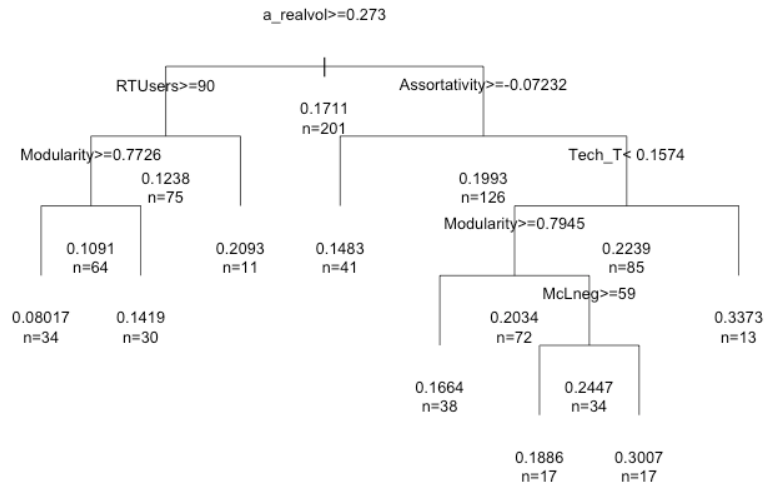 a_realvol>=0.273
RTUsers>=90
Assortativity>=-0.07232
0.1711
n=201
Modularity>=0.7726
Tech_T< 0.1574
0.1238
n=75
0.1993
n=126
Modularity>=0.7945
0.1091
n=64
0.2093
n=11
0.1483
n=41
0.2239
n=85
McLneg>=59
0.08017
n=34
0.1419
n=30
0.2034
n=72
0.3373
n=13
0.1664
n=38
0.2447
n=34
0.1886
n=17
0.3007
n=17